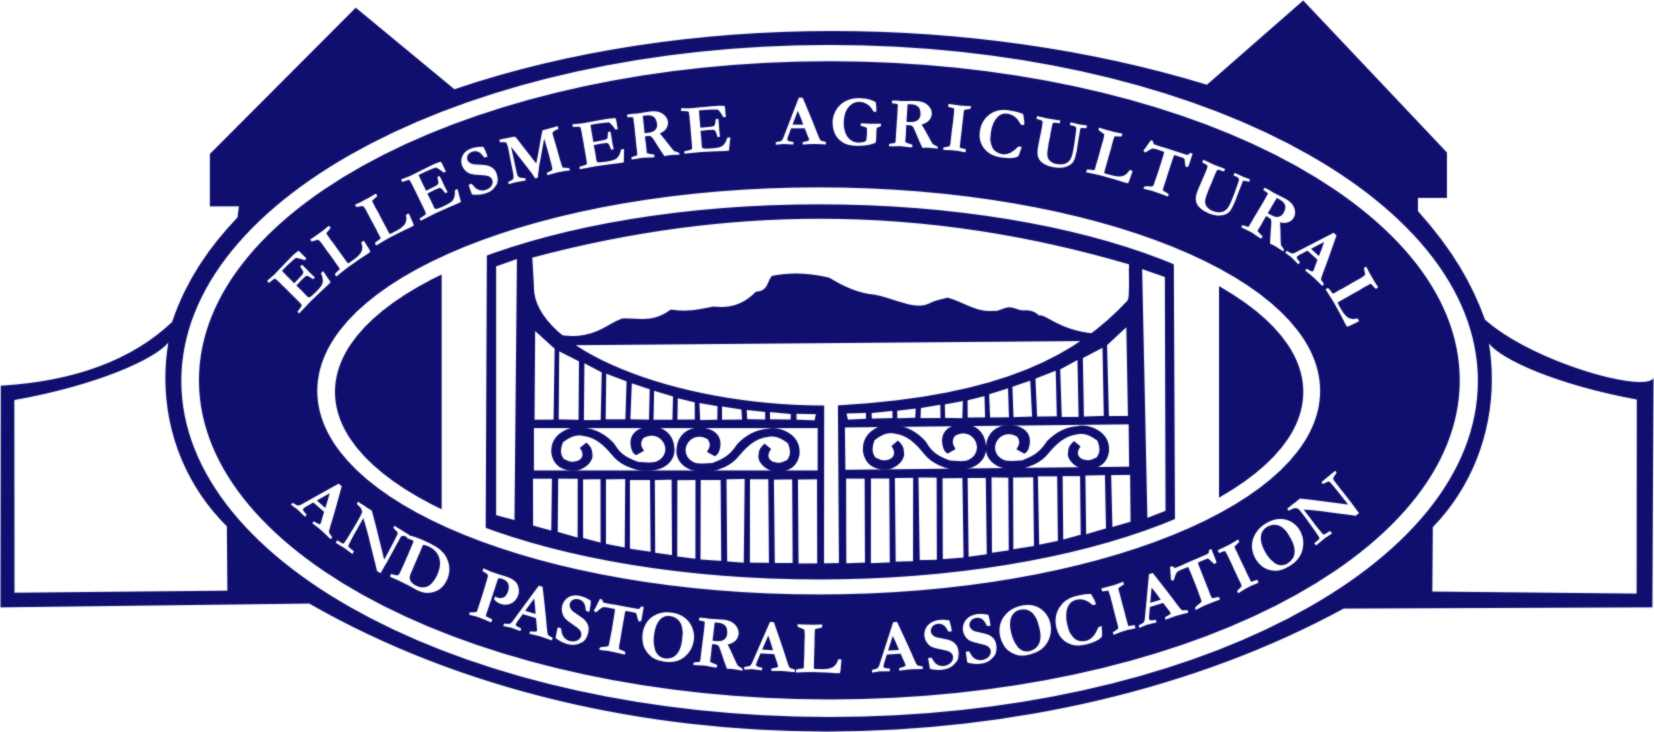 ELLESMERE AGRICULTURAL
AND PASTORAL ASSOCIATION